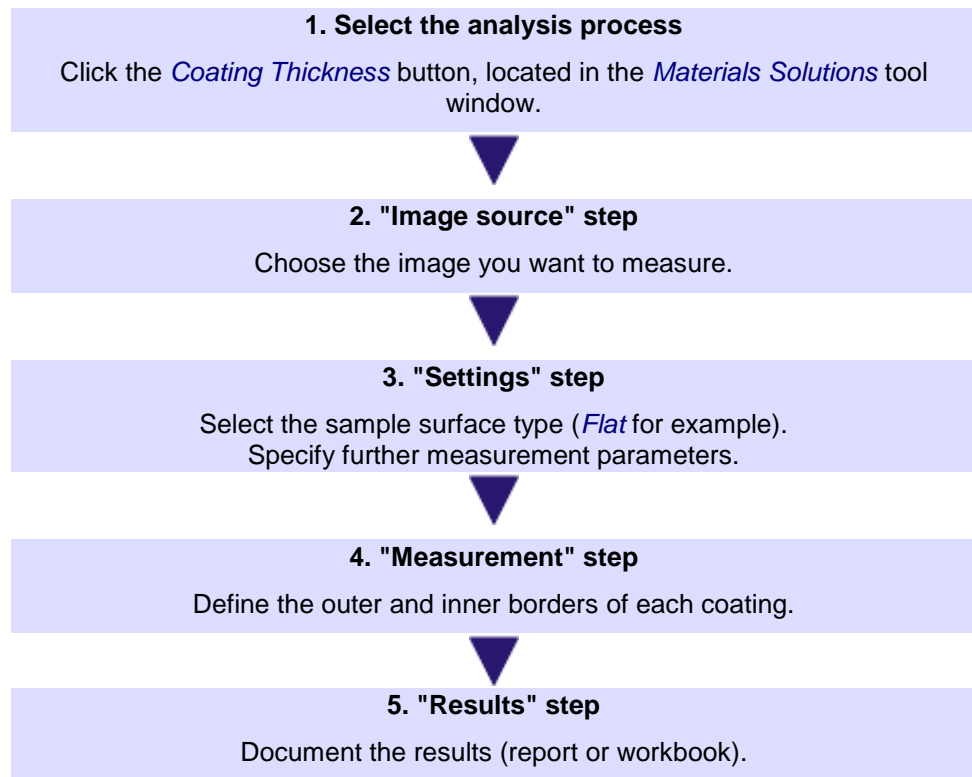 1. Select the analysis process
Click the Coating Thickness button, located in the Materials Solutions tool
window.
2. "Image source" step
Choose the image you want to measure.
3. "Settings" step
Select the sample surface type (Flat for example).
Specify further measurement parameters.
4. "Measurement" step
Define the outer and inner borders of each coating.
5. "Results" step
Document the results (report or workbook).